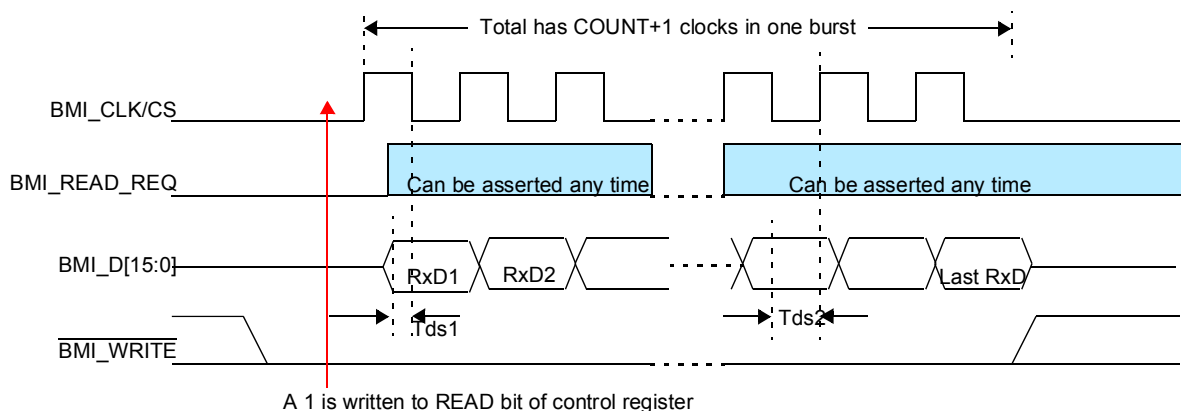 Total has COUNT+1 clocks in one burst
BMI_CLK/CS
BMI_READ_REQ
Can be asserted any time
Can be asserted any time
BMI_D[15:0]
RxD1
RxD2
Last RxD
Tds1
Tds2
BMI_WRITE
A 1 is written to READ bit of control register